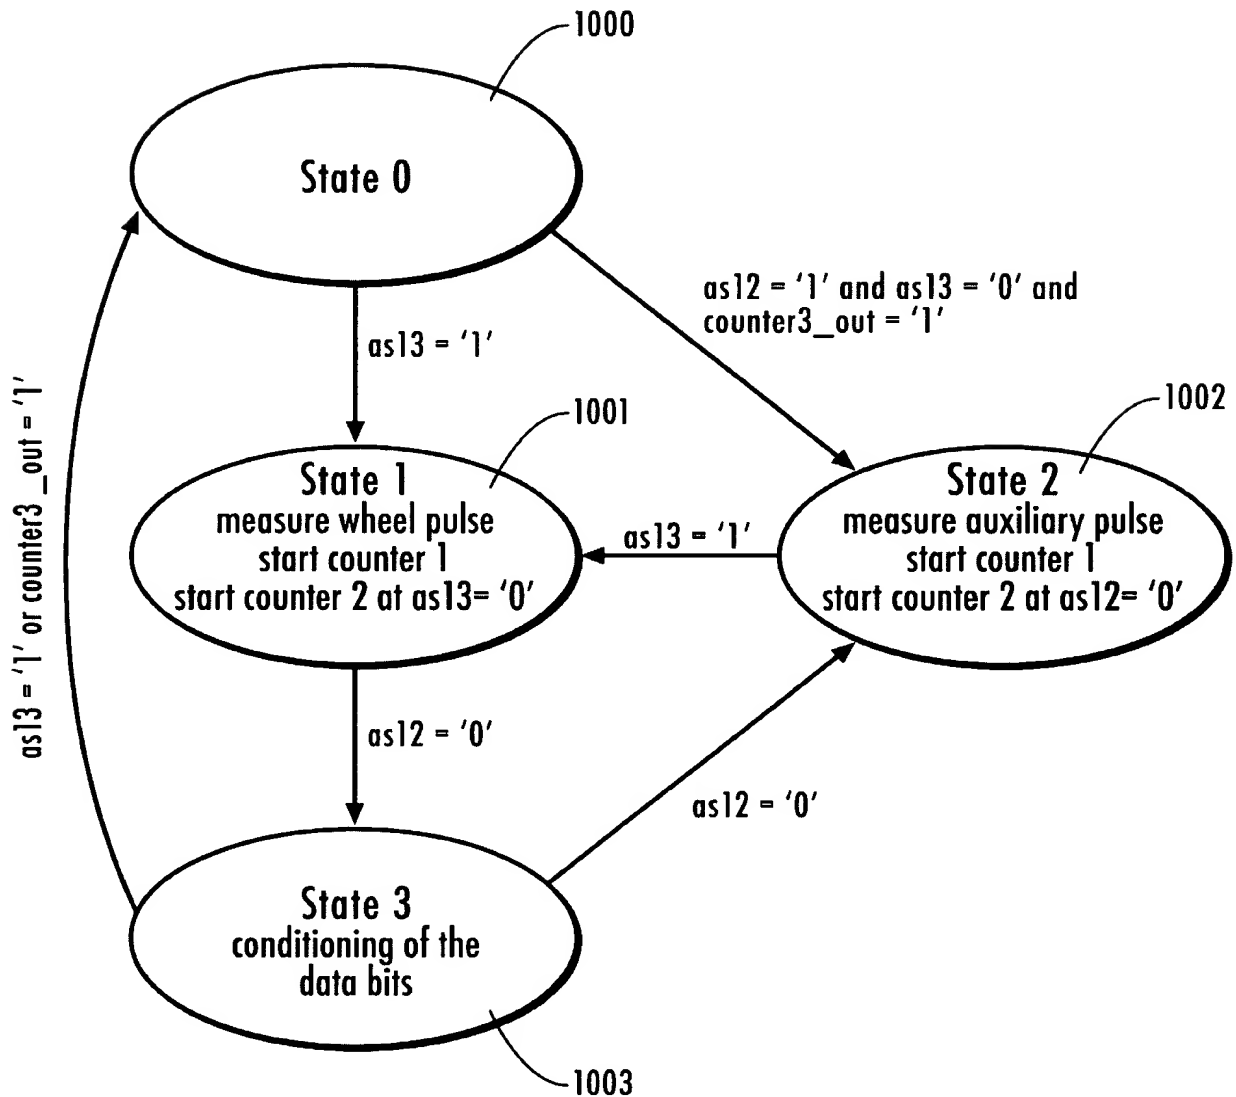 1000
State 0
as12 = ‘1’ and as13 = ‘0’ and
counter3_out = ‘1’
as13 = ‘1’
as13 = ‘1’ or counter3_out = ‘1’
1001
1002
State 1
measure wheel pulse
start counter 1
start counter 2 at as13= ‘0’
as13 = ‘1’
State 2
measure auxiliary pulse
start counter 1
start counter 2 at as12= ‘0’
as12 = ‘0’
as12 = ‘0’
State 3
conditioning of the
data bits
1003